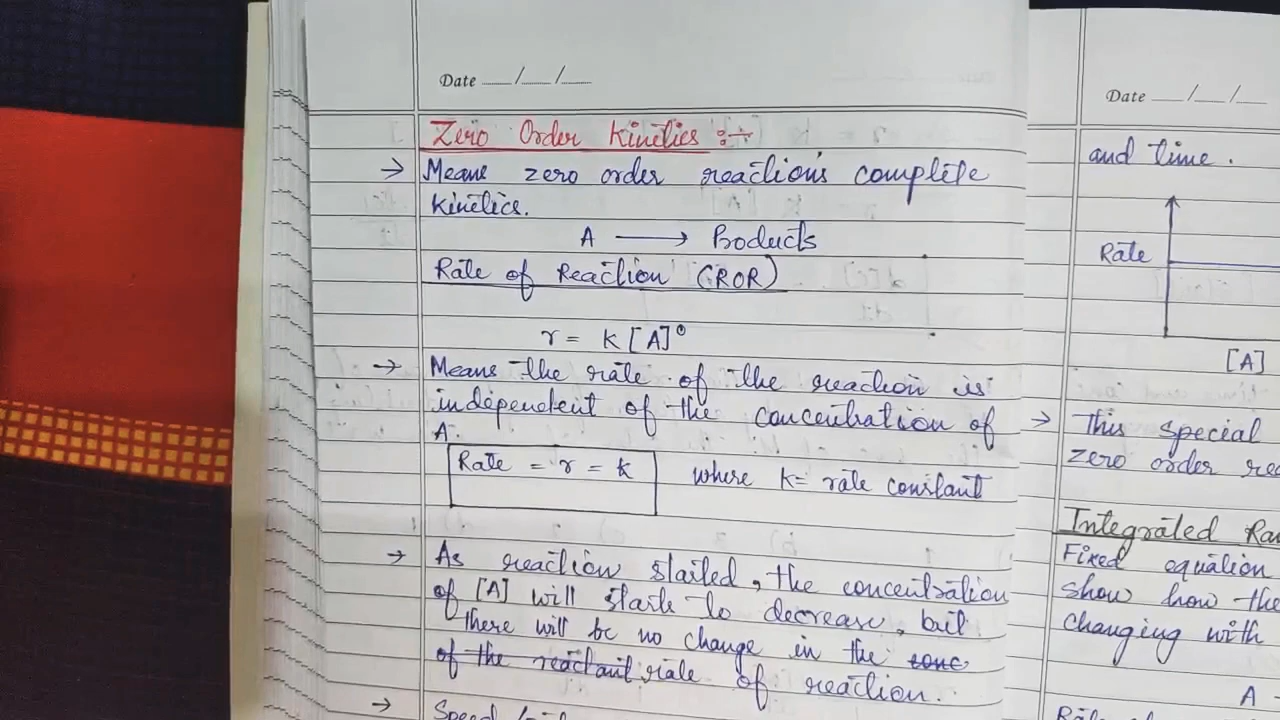 Date ___/___/___
Zero Order Kinetics :-
→ Means zero order reactions complete
kinetics.
A → Products
Rate of Reaction (ROR)
r = k [A]⁰
→ Means the rate of the reaction is
independent of the concentration of
A.
Rate = r = k where k = rate constant
→ As reaction started, the concentration
of [A] will starts to decrease, but
there will be no change in the conc
of the reactant rate of reaction.
→ Speed
Date ___/___/___
and time.
Rate
[A]
→ This special
zero order
Integrated
Fixed equation
show how the
changing with
A